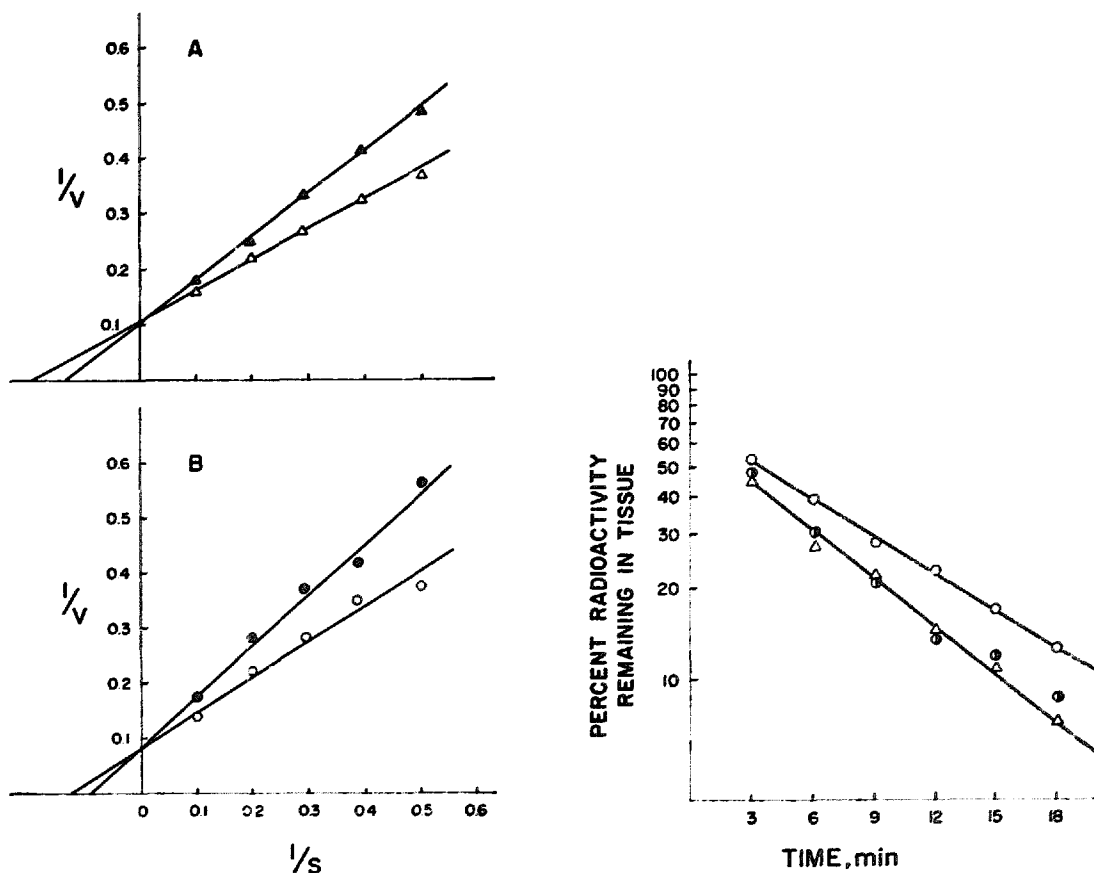 A
0.6
0.5
0.4
0.3
0.2
0.1
1/V
B
0.6
0.5
0.4
0.3
0.2
0.1
1/V
0 0.1 0.2 0.3 0.4 0.5 0.6
1/S
100
90
80
70
60
50
40
30
20
10
PERCENT RADIOACTIVITY
REMAINING IN TISSUE
3 6 9 12 15 18
TIME, min